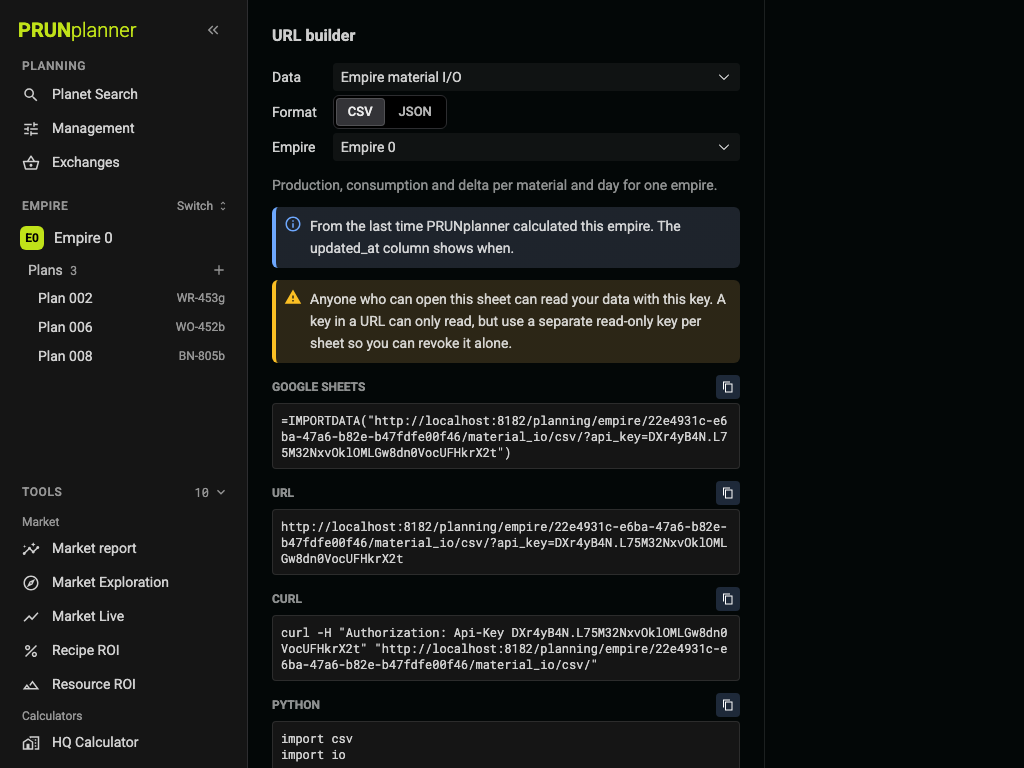 PRUNplanner
PLANNING
Planet Search
Management
Exchanges
EMPIRE
Switch
E0
Empire 0
Plans 3
Plan 002
WR-453g
Plan 006
WO-452b
Plan 008
BN-805b
TOOLS
10
Market
Market report
Market Exploration
Market Live
Recipe ROI
Resource ROI
Calculators
HQ Calculator
URL builder
Data
Empire material I/O
Format
CSV
JSON
Empire
Empire 0
Production, consumption and delta per material and day for one empire.
From the last time PRUNplanner calculated this empire. The
updated_at column shows when.
Anyone who can open this sheet can read your data with this key. A
key in a URL can only read, but use a separate read-only key per
sheet so you can revoke it alone.
GOOGLE SHEETS
=IMPORTDATA("http://localhost:8182/planning/empire/22e4931c-e6
ba-47a6-b82e-b47fdfe00f46/material_io/csv/?api_key=DXr4yB4N.L7
5M32NxvOklOMLGw8dn0VocUFHkrX2t")
URL
http://localhost:8182/planning/empire/22e4931c-e6ba-47a6-b82e-
b47fdfe00f46/material_io/csv/?api_key=DXr4yB4N.L75M32NxvOklOML
Gw8dn0VocUFHkrX2t
CURL
curl -H "Authorization: Api-Key DXr4yB4N.L75M32NxvOklOMLGw8dn0
VocUFHkrX2t" "http://localhost:8182/planning/empire/22e4931c-e
6ba-47a6-b82e-b47fdfe00f46/material_io/csv/"
PYTHON
import csv
import io